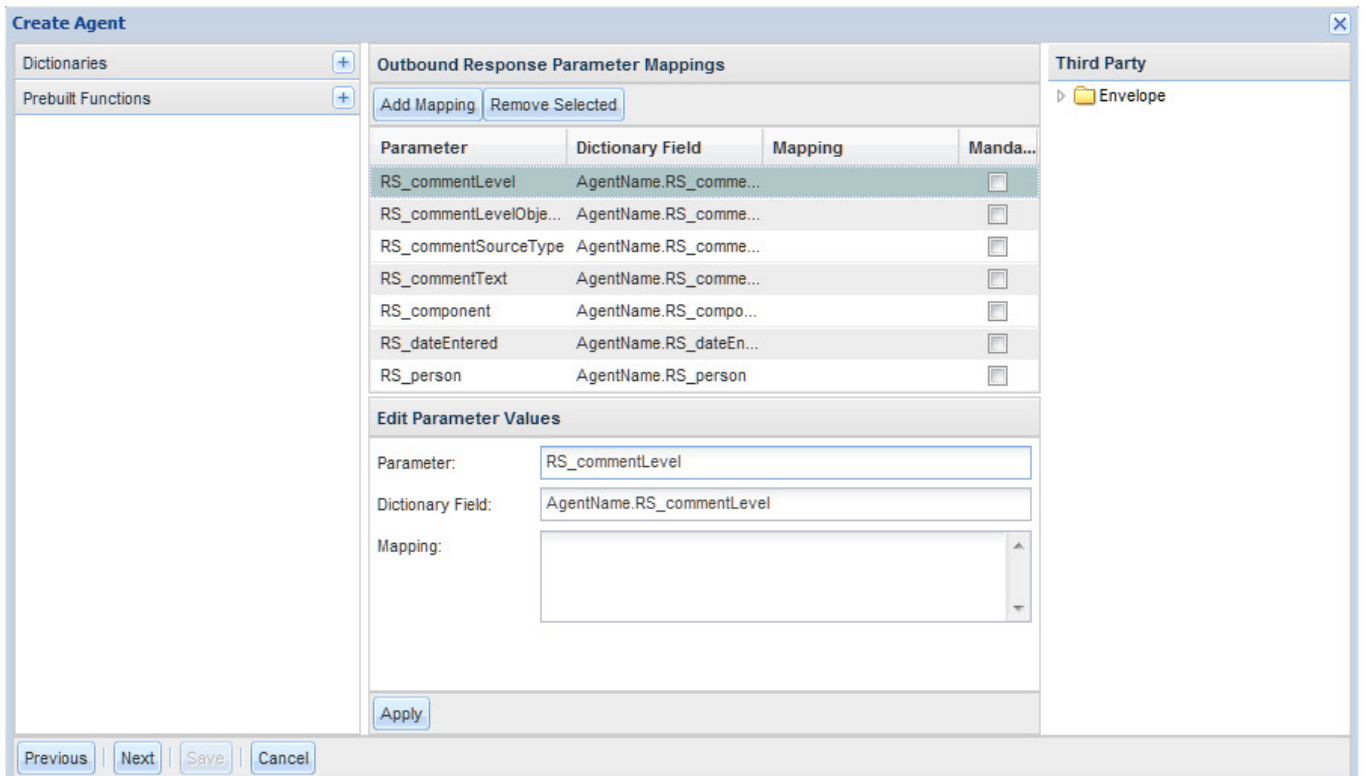 Create Agent
Dictionaries
Prebuilt Functions
Outbound Response Parameter Mappings
Add Mapping Remove Selected
Parameter Dictionary Field Mapping Manda...
RS_commentLevel AgentName.RS_comme...
RS_commentLevelObje... AgentName.RS_comme...
RS_commentSourceType AgentName.RS_comme...
RS_commentText AgentName.RS_comme...
RS_component AgentName.RS_compo...
RS_dateEntered AgentName.RS_dateEn...
RS_person AgentName.RS_person
Edit Parameter Values
Parameter: RS_commentLevel
Dictionary Field: AgentName.RS_commentLevel
Mapping:
Apply
Third Party
Envelope
Previous Next Save Cancel